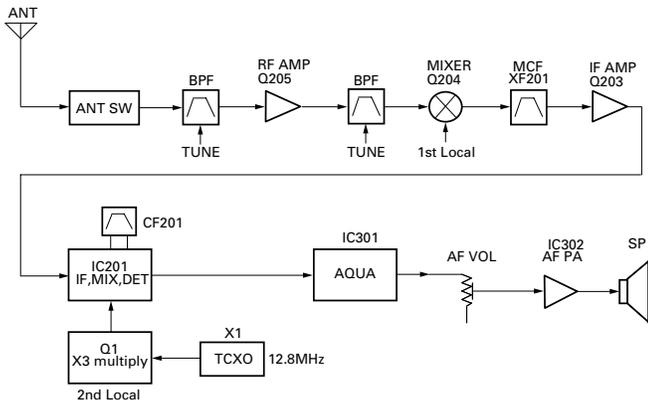 ANT
ANT SW
BPF
TUNE
RF AMP
Q205
BPF
TUNE
MIXER
Q204
1st Local
MCF
XF201
IF AMP
Q203
CF201
IC201
IF,MIX,DET
IC301
AQUA
AF VOL
IC302
AF PA
SP
Q1
X3 multiply
2nd Local
X1
TCXO
12.8MHz